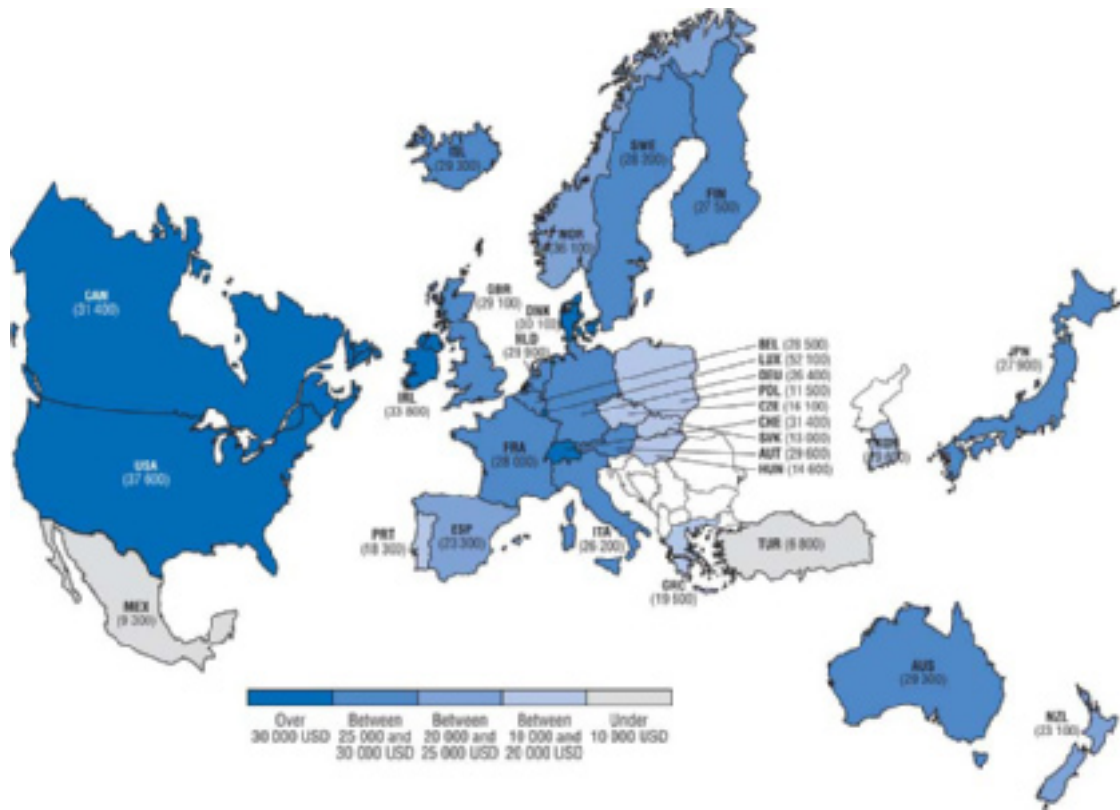 ISL
(29 300)
SWE
(28 200)
FIN
(27 500)
NOR
(36 100)
CAN
(31 400)
GBR
(29 100)
DNK
(30 100)
NLD
IRL
(33 800)
BEL (28 500)
LUX (52 100)
DEU (26 400)
POL (11 500)
CZE (16 100)
CHE (31 400)
SVK (13 000)
AUT (29 600)
HUN (14 600)
JPN
(27 900)
KOR
USA
(37 600)
FRA
(28 000)
PRT
(18 300)
ESP
(23 300)
ITA
(26 200)
TUR (6 800)
GRC
(19 500)
MEX
(9 300)
AUS
(29 300)
NZL
(23 100)
Over
30 000 USD
Between
25 000 and
30 000 USD
Between
20 000 and
25 000 USD
Between
10 000 and
20 000 USD
Under
10 000 USD